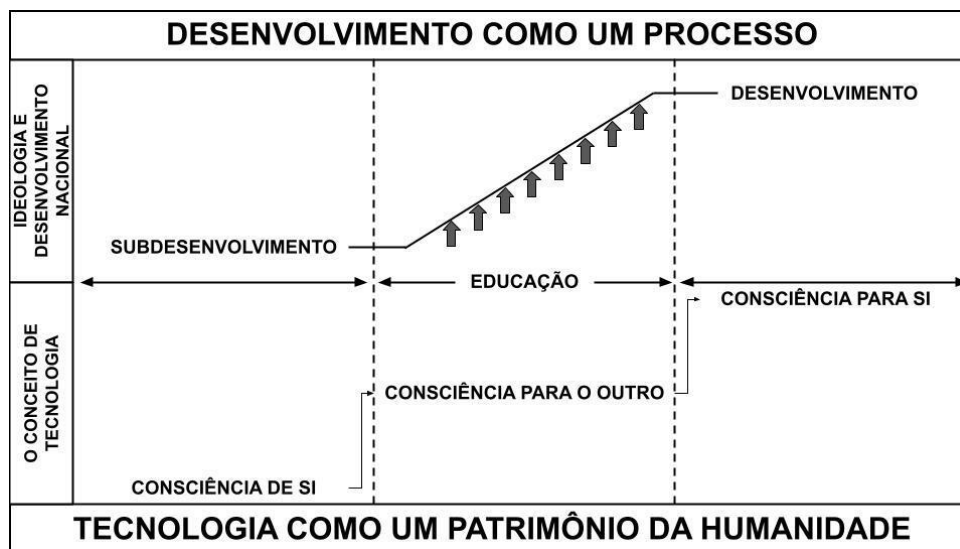 DESENVOLVIMENTO COMO UM PROCESSO
IDEOLOGIA E
DESENVOLVIMENTO
NACIONAL
DESENVOLVIMENTO
SUBDESENVOLVIMENTO
EDUCAÇÃO
O CONCEITO DE
TECNOLOGIA
CONSCIÊNCIA PARA SI
CONSCIÊNCIA PARA O OUTRO
CONSCIÊNCIA DE SI
TECNOLOGIA COMO UM PATRIMÔNIO DA HUMANIDADE